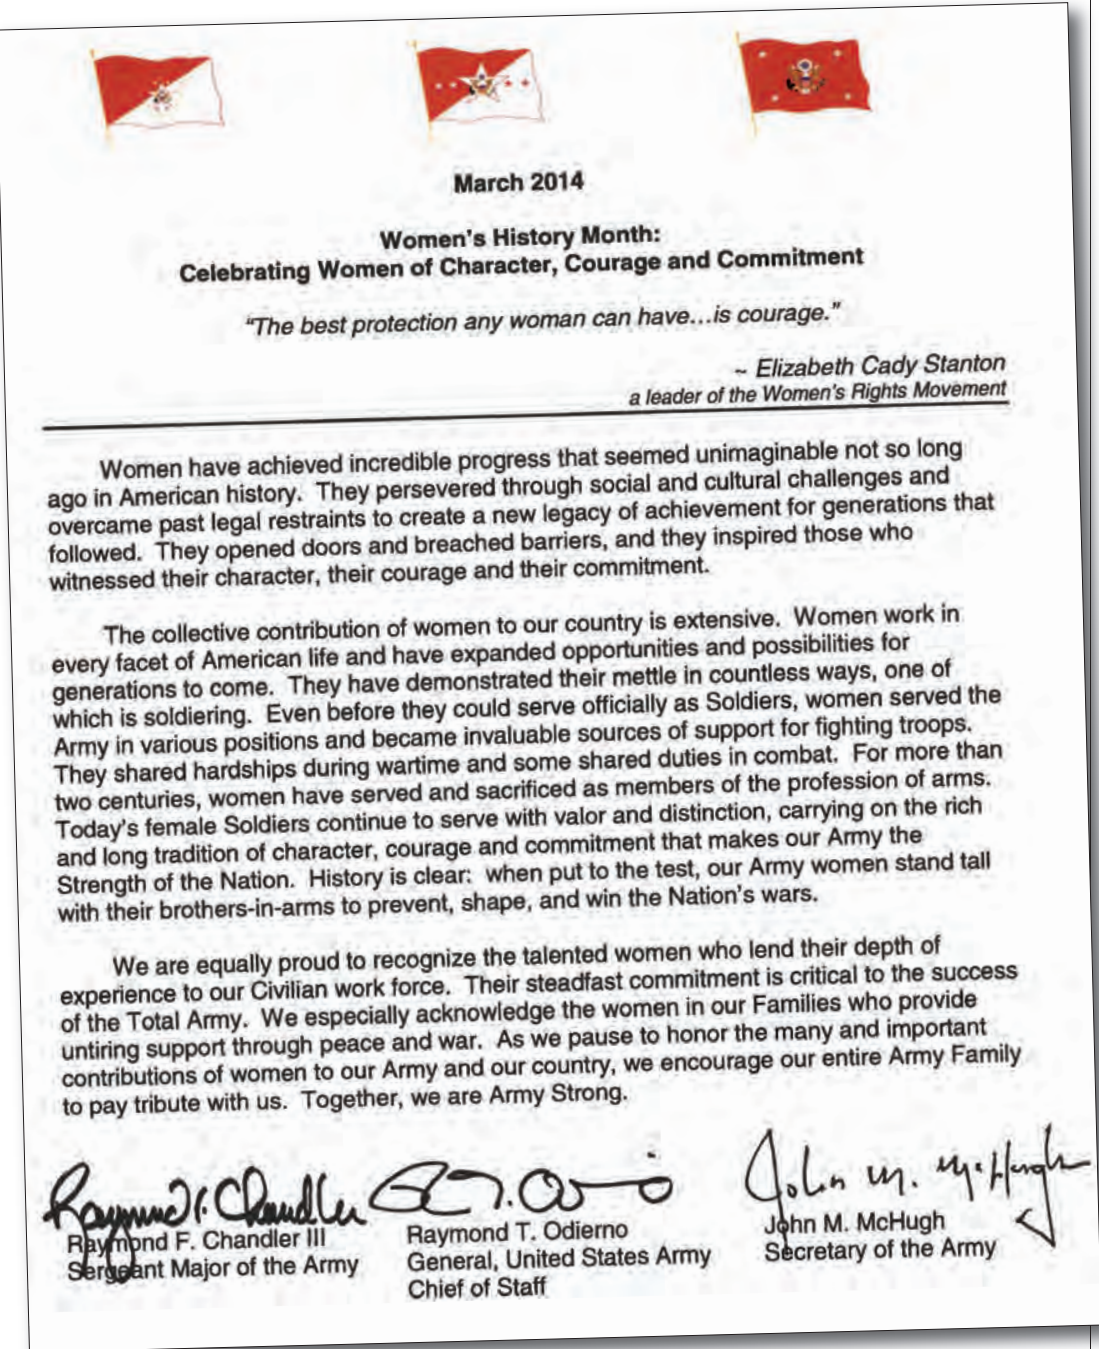 March 2014
Women's History Month:
Celebrating Women of Character, Courage and Commitment
"The best protection any woman can have...is courage."
~ Elizabeth Cady Stanton
a leader of the Women's Rights Movement
Women have achieved incredible progress that seemed unimaginable not so long
ago in American history. They persevered through social and cultural challenges and
overcame past legal restraints to create a new legacy of achievement for generations that
followed. They opened doors and breached barriers, and they inspired those who
witnessed their character, their courage and their commitment.
The collective contribution of women to our country is extensive. Women work in
every facet of American life and have expanded opportunities and possibilities for
generations to come. They have demonstrated their mettle in countless ways, one of
which is soldiering. Even before they could serve officially as Soldiers, women served the
Army in various positions and became invaluable sources of support for fighting troops.
They shared hardships during wartime and some shared duties in combat. For more than
two centuries, women have served and sacrificed as members of the profession of arms.
Today's female Soldiers continue to serve with valor and distinction, carrying on the rich
and long tradition of character, courage and commitment that makes our Army the
Strength of the Nation. History is clear: when put to the test, our Army women stand tall
with their brothers-in-arms to prevent, shape, and win the Nation's wars.
We are equally proud to recognize the talented women who lend their depth of
experience to our Civilian work force. Their steadfast commitment is critical to the success
of the Total Army. We especially acknowledge the women in our Families who provide
untiring support through peace and war. As we pause to honor the many and important
contributions of women to our Army and our country, we encourage our entire Army Family
to pay tribute with us. Together, we are Army Strong.
Raymond F. Chandler John M. McHugh
Raymond F. Chandler III
Sergeant Major of the Army
Raymond T. Odierno
General, United States Army
Chief of Staff
John M. McHugh
Secretary of the Army